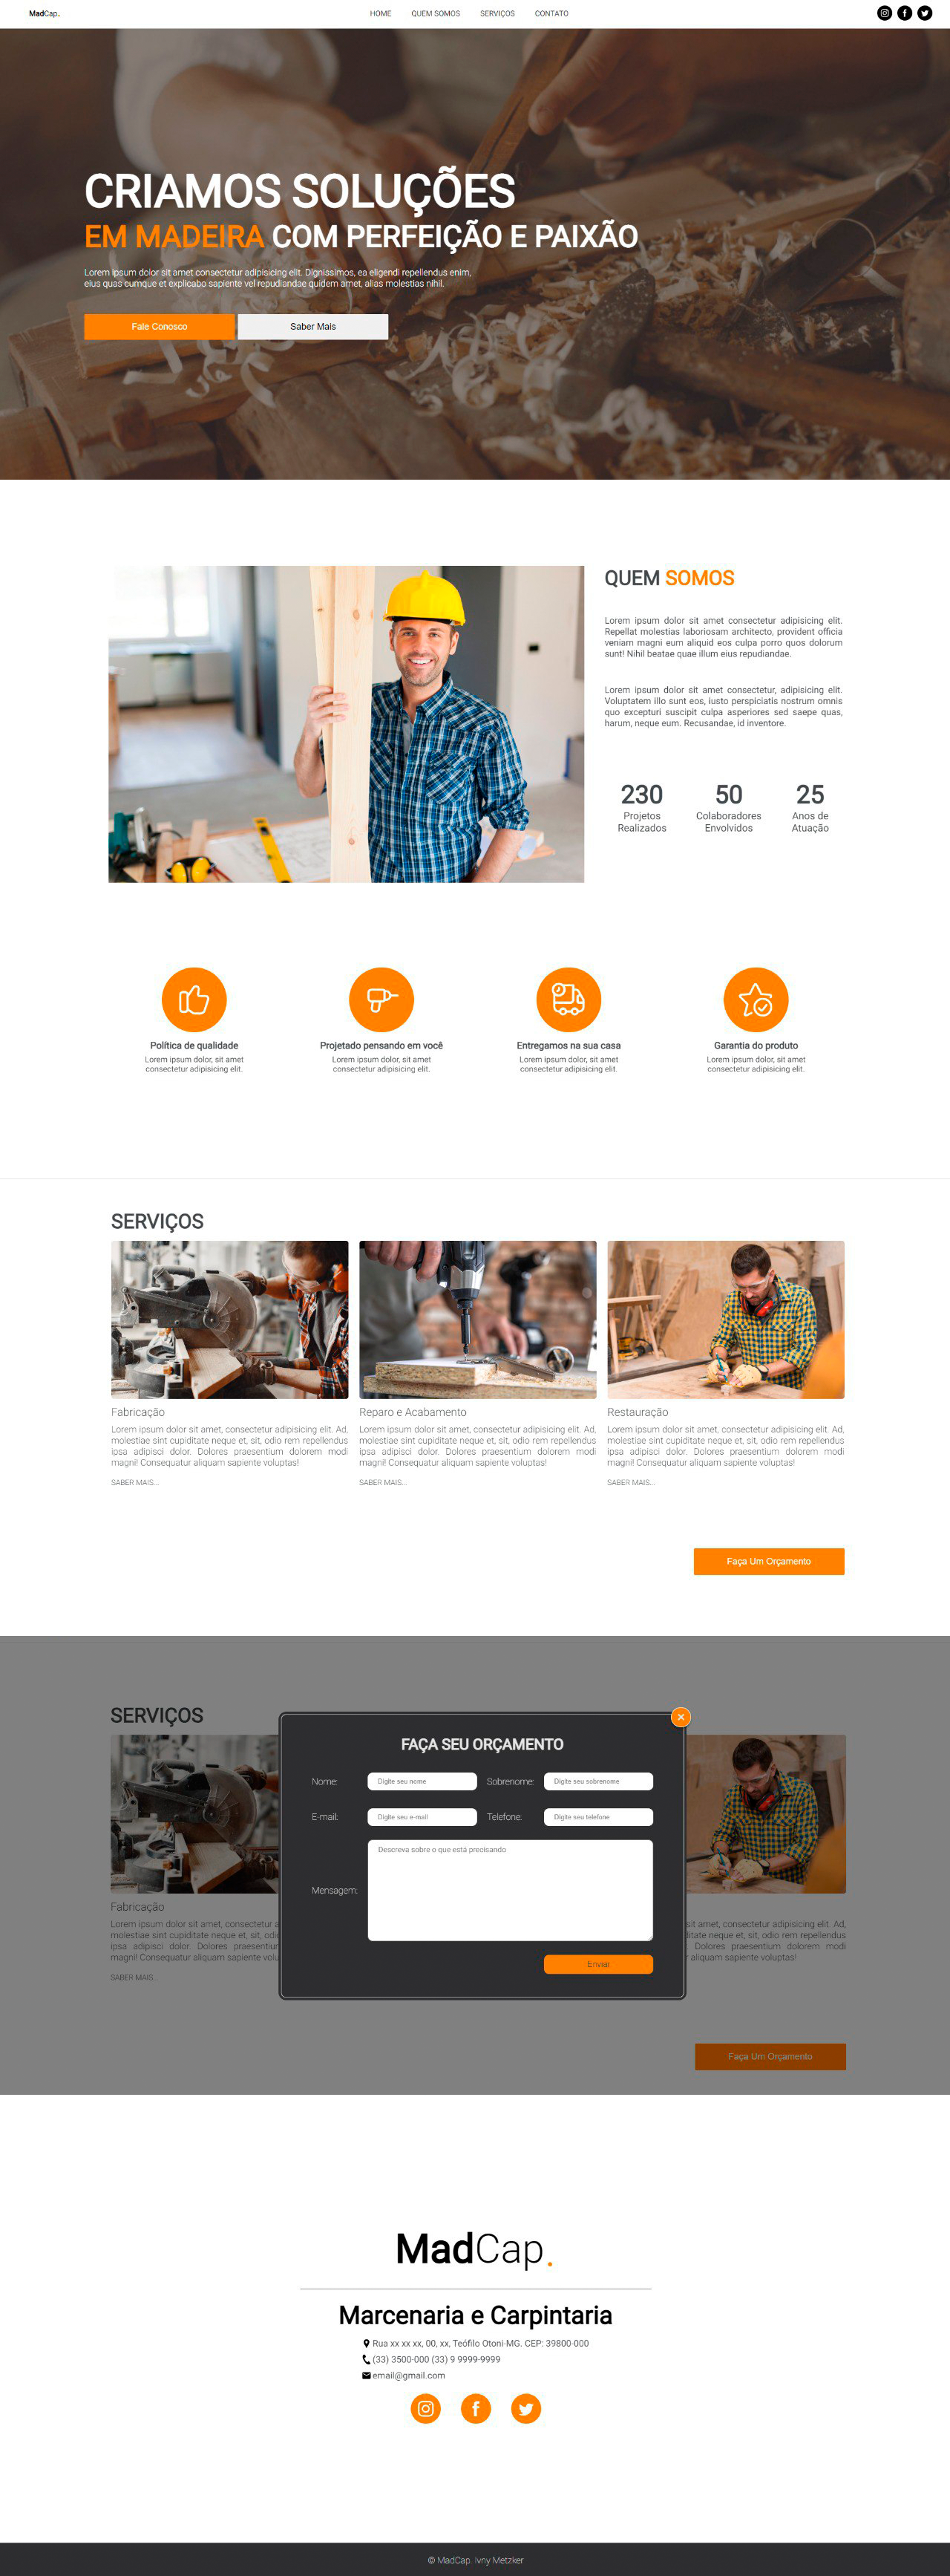 MadCap.
HOME QUEM SOMOS SERVIÇOS CONTATO
CRIAMOS SOLUÇÕES
EM MADEIRA COM PERFEIÇÃO E PAIXÃO
Lorem ipsum dolor sit amet consectetur adipisicing elit. Dignissimos, ea eligendi repellendus enim,
eius quas cumque et explicabo sapiente vel repudiandae quidem amet, alias molestias nihil.
Fale Conosco
Saber Mais
QUEM SOMOS
Lorem ipsum dolor sit amet consectetur adipisicing elit.
Repellat molestias laboriosam architecto, provident officia
veniam magni eum aliquid eos culpa porro quos dolorum
sunt! Nihil beatae quae illum eius repudiandae.
Lorem ipsum dolor sit amet consectetur, adipisicing elit.
Voluptatem illo sunt eos, iusto perspiciatis nostrum omnis
quo excepturi suscipit culpa asperiores sed saepe quas,
harum, neque eum. Recusandae, id inventore.
230
Projetos
Realizados
50
Colaboradores
Envolvidos
25
Anos de
Atuação
Política de qualidade
Lorem ipsum dolor, sit amet
consectetur adipisicing elit.
Projetado pensando em você
Lorem ipsum dolor, sit amet
consectetur adipisicing elit.
Entregamos na sua casa
Lorem ipsum dolor, sit amet
consectetur adipisicing elit.
Garantia do produto
Lorem ipsum dolor, sit amet
consectetur adipisicing elit.
SERVIÇOS
Fabricação
Lorem ipsum dolor sit amet, consectetur adipisicing elit. Ad,
molestiae sint cupiditate neque et, sit, odio rem repellendus
ipsa adipisci dolor. Dolores praesentium dolorem modi
magni! Consequatur aliquam sapiente voluptas!
SABER MAIS...
Reparo e Acabamento
Lorem ipsum dolor sit amet, consectetur adipisicing elit. Ad,
molestiae sint cupiditate neque et, sit, odio rem repellendus
ipsa adipisci dolor. Dolores praesentium dolorem modi
magni! Consequatur aliquam sapiente voluptas!
SABER MAIS...
Restauração
Lorem ipsum dolor sit amet, consectetur adipisicing elit. Ad,
molestiae sint cupiditate neque et, sit, odio rem repellendus
ipsa adipisci dolor. Dolores praesentium dolorem modi
magni! Consequatur aliquam sapiente voluptas!
SABER MAIS...
Faça Um Orçamento
SERVIÇOS
Fabricação
Lorem ipsum dolor sit amet, consectetur a
molestiae sint cupiditate neque et, sit, odi
ipsa adipisci dolor. Dolores praesentiun
magni! Consequatur aliquam sapiente volu
SABER MAIS...
FAÇA SEU ORÇAMENTO
Nome:
Digite seu nome
Sobrenome:
Digite seu sobrenome
E-mail:
Digite seu e-mail
Telefone:
Digite seu telefone
Mensagem:
Descreva sobre o que está precisando
Enviar
sit amet, consectetur adipisicing elit. Ad,
ditate neque et, sit, odio rem repellendus
Dolores praesentium dolorem modi
aliquam sapiente voluptas!
Faça Um Orçamento
MadCap.
Marcenaria e Carpintaria
Rua xx xx xx, 00, xx, Teófilo Otoni-MG. CEP: 39800-000
(33) 3500-000 (33) 9 9999-9999
email@gmail.com
© MadCap. Ivny Metzker